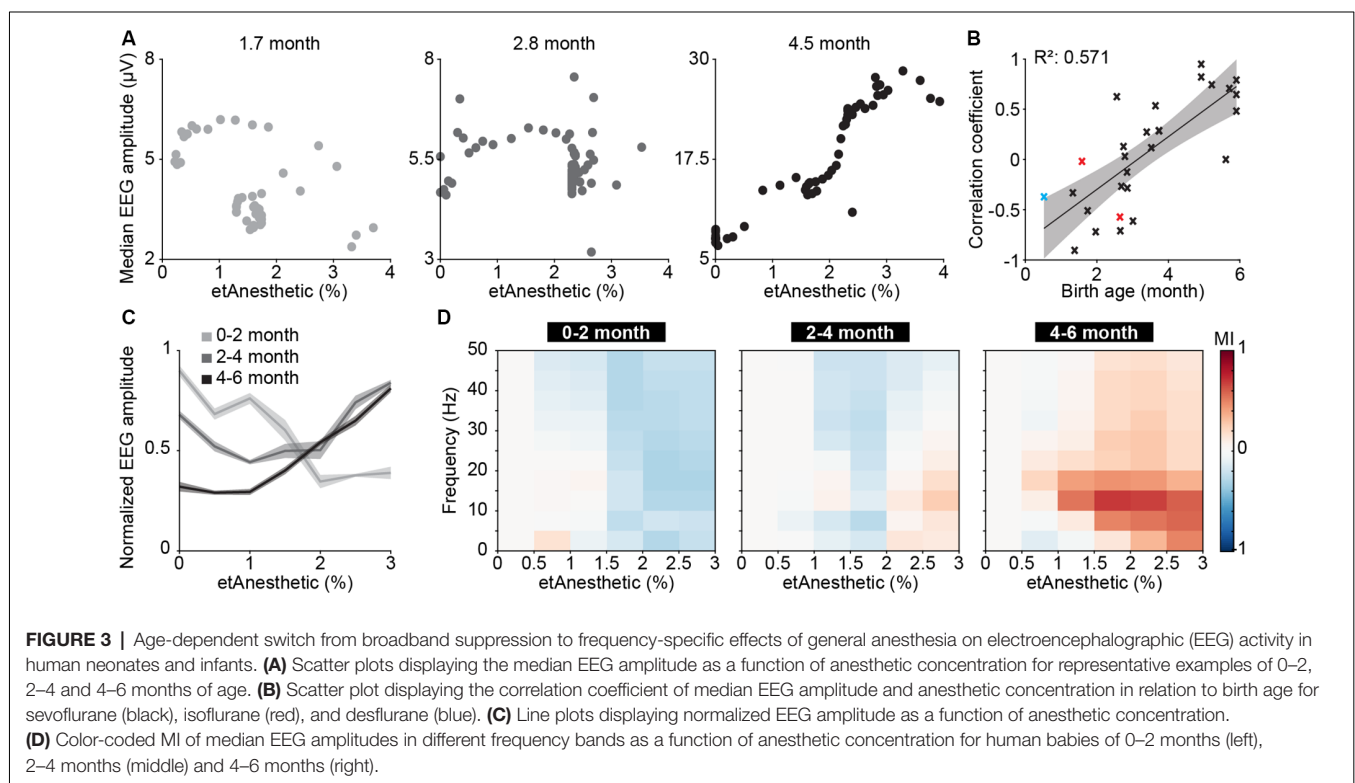 A
1.7 month
2.8 month
4.5 month
B
8
5
2
0 1 2 3 4
Median EEG amplitude (µV)
etAnesthetic (%)
8
5.5
3
0 1 2 3 4
etAnesthetic (%)
30
17.5
5
0 1 2 3 4
etAnesthetic (%)
R²: 0.571
1
0.5
0
-0.5
-1
0 2 4 6
Correlation coefficient
Birth age (month)
C
0-2 month
2-4 month
4-6 month
1
0.5
0
0 1 2 3
Normalized EEG amplitude
etAnesthetic (%)
D
0-2 month
2-4 month
4-6 month
50
40
30
20
10
0
Frequency (Hz)
0 0.5 1 1.5 2 2.5 3
etAnesthetic (%)
0 0.5 1 1.5 2 2.5 3
etAnesthetic (%)
0 0.5 1 1.5 2 2.5 3
etAnesthetic (%)
MI
1
0
1
FIGURE 3 | Age-dependent switch from broadband suppression to frequency-specific effects of general anesthesia on electroencephalographic (EEG) activity in
human neonates and infants. (A) Scatter plots displaying the median EEG amplitude as a function of anesthetic concentration for representative examples of 0–2,
2–4 and 4–6 months of age. (B) Scatter plot displaying the correlation coefficient of median EEG amplitude and anesthetic concentration in relation to birth age for
sevoflurane (black), isoflurane (red), and desflurane (blue). (C) Line plots displaying normalized EEG amplitude as a function of anesthetic concentration.
(D) Color-coded MI of median EEG amplitudes in different frequency bands as a function of anesthetic concentration for human babies of 0–2 months (left),
2–4 months (middle) and 4–6 months (right).